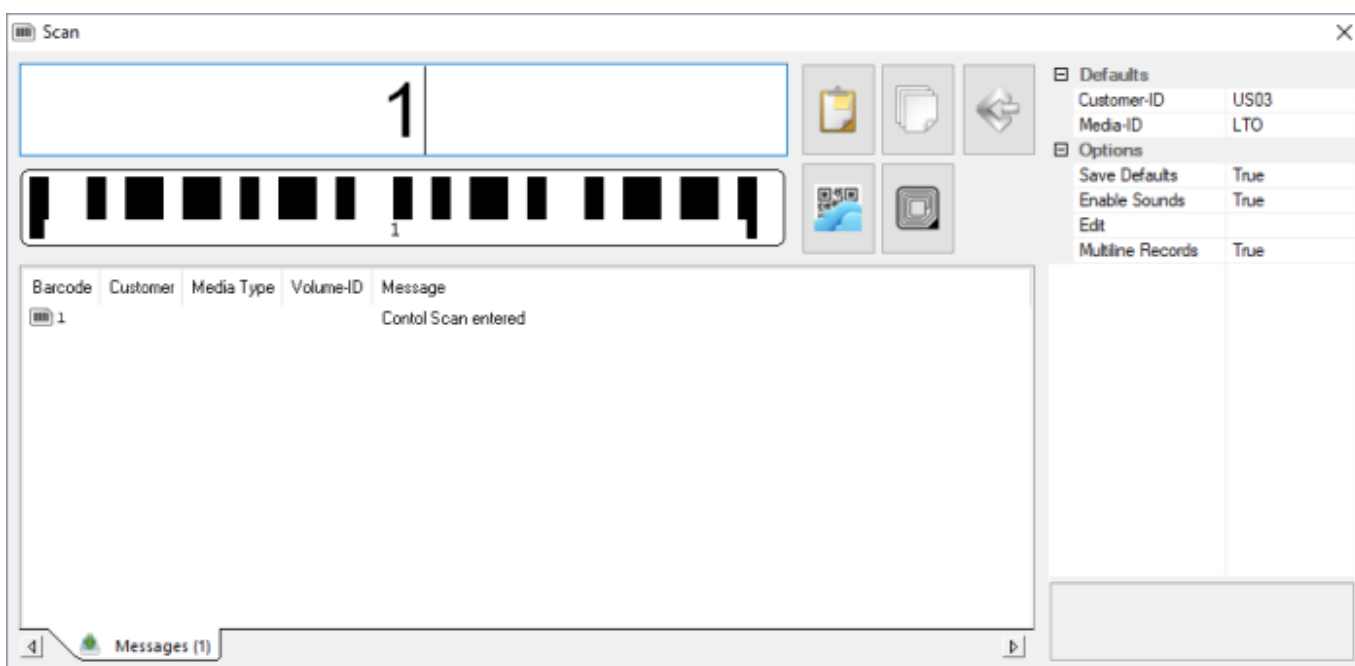 Scan
1
1
Barcode Customer Media Type Volume-ID Message
1 Contol Scan entered
Messages (1)
Defaults
Customer-ID US03
Media-ID LTO
Options
Save Defaults True
Enable Sounds True
Edit
Multiline Records True